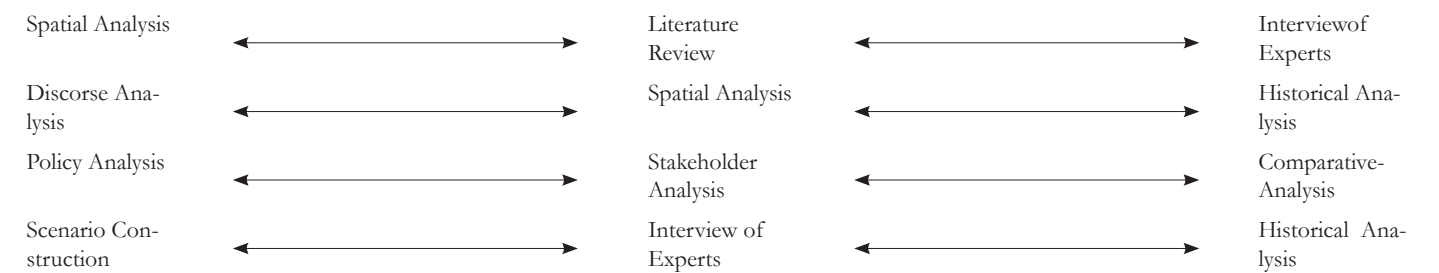 Spatial Analysis
Literature
Review
Interviewof
Experts
Discorse Ana-
lysis
Spatial Analysis
Historical Ana-
lysis
Policy Analysis
Stakeholder
Analysis
Comparative-
Analysis
Scenario Con-
struction
Interview of
Experts
Historical Ana-
lysis